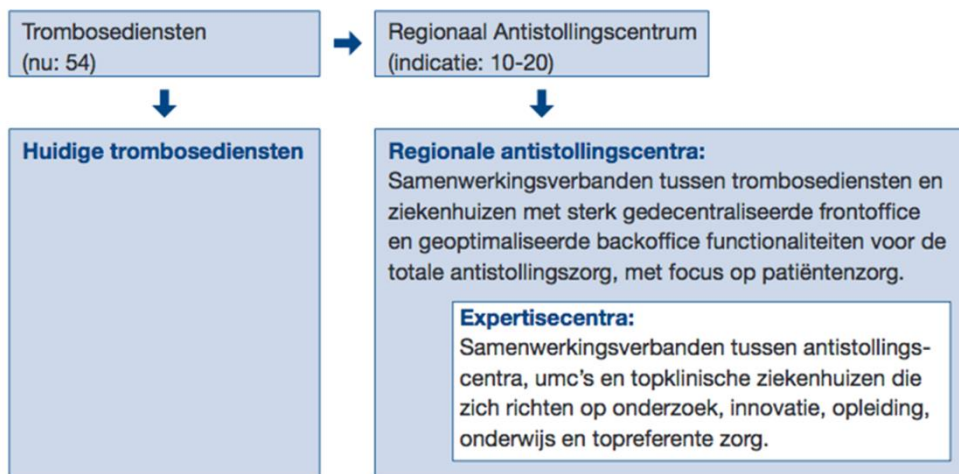 Trombosediensten
(nu: 54)
Regionaal Antistollingscentrum
(indicatie: 10-20)
Huidige trombosediensten
Regionale antistollingscentra:
Samenwerkingsverbanden tussen trombosediensten en
ziekenhuizen met sterk gedecentraliseerde frontoffice
en geoptimaliseerde backoffice functionaliteiten voor de
totale antistollingszorg, met focus op patiëntenzorg.
Expertisecentra:
Samenwerkingsverbanden tussen antistollings-
centra, umc's en topklinische ziekenhuizen die
zich richten op onderzoek, innovatie, opleiding,
onderwijs en topreferente zorg.